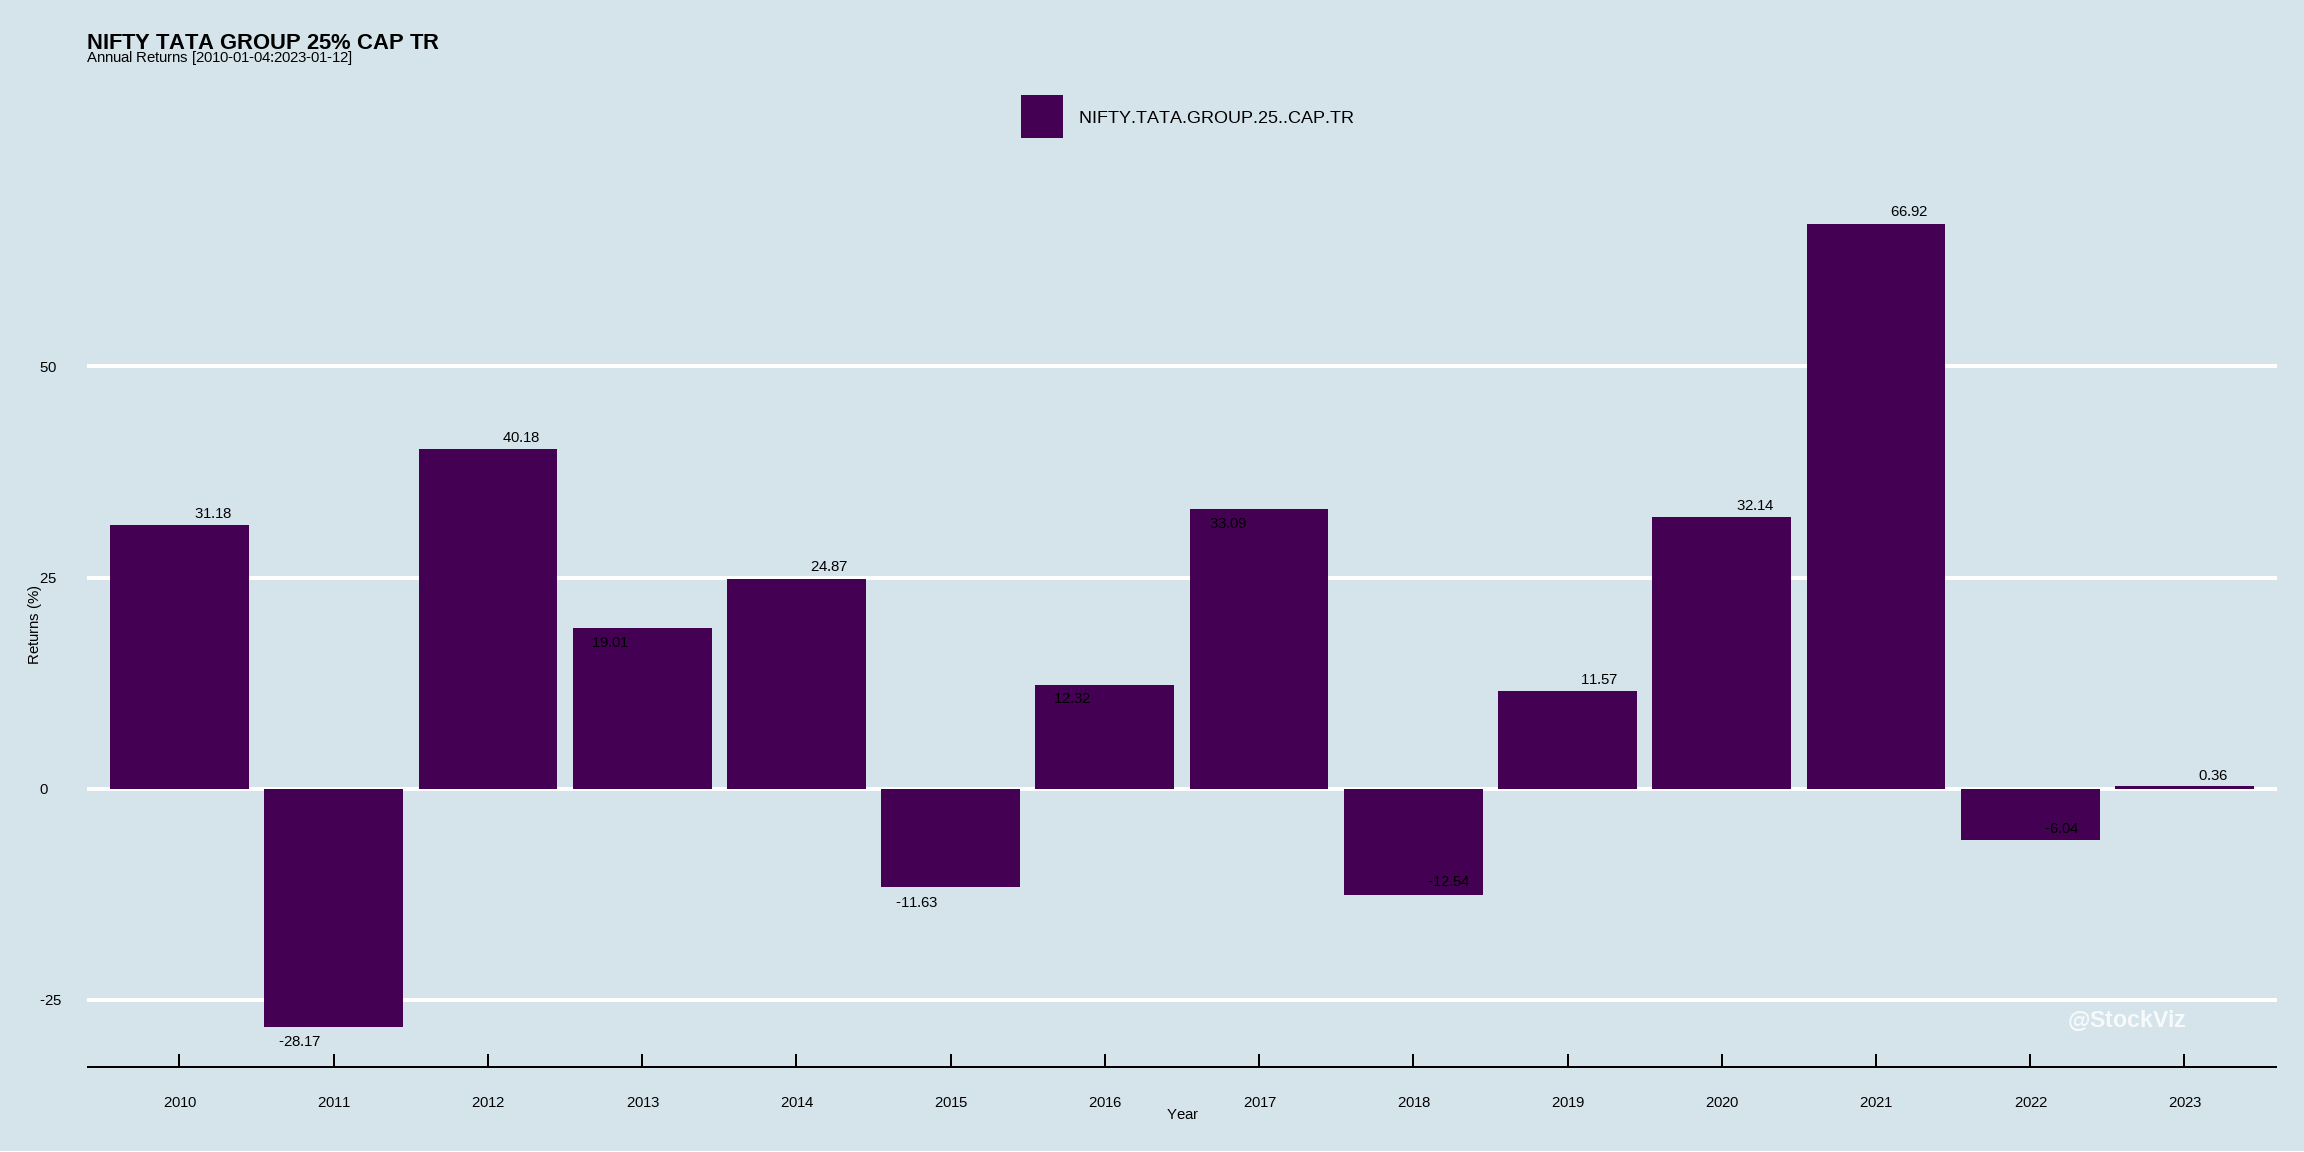 NIFTY TATA GROUP 25% CAP TR
Annual Returns [2010-01-04:2023-01-12]
NIFTY.TATA.GROUP.25..CAP.TR
66.92
50
40.18
31.18
33.09
32.14
24.87
25
Returns (%)
19.01
12.32
11.57
0.36
0
-6.04
-12.54
-11.63
-25
@StockViz
-28.17
2010 2011 2012 2013 2014 2015 2016 2017 2018 2019 2020 2021 2022 2023
Year